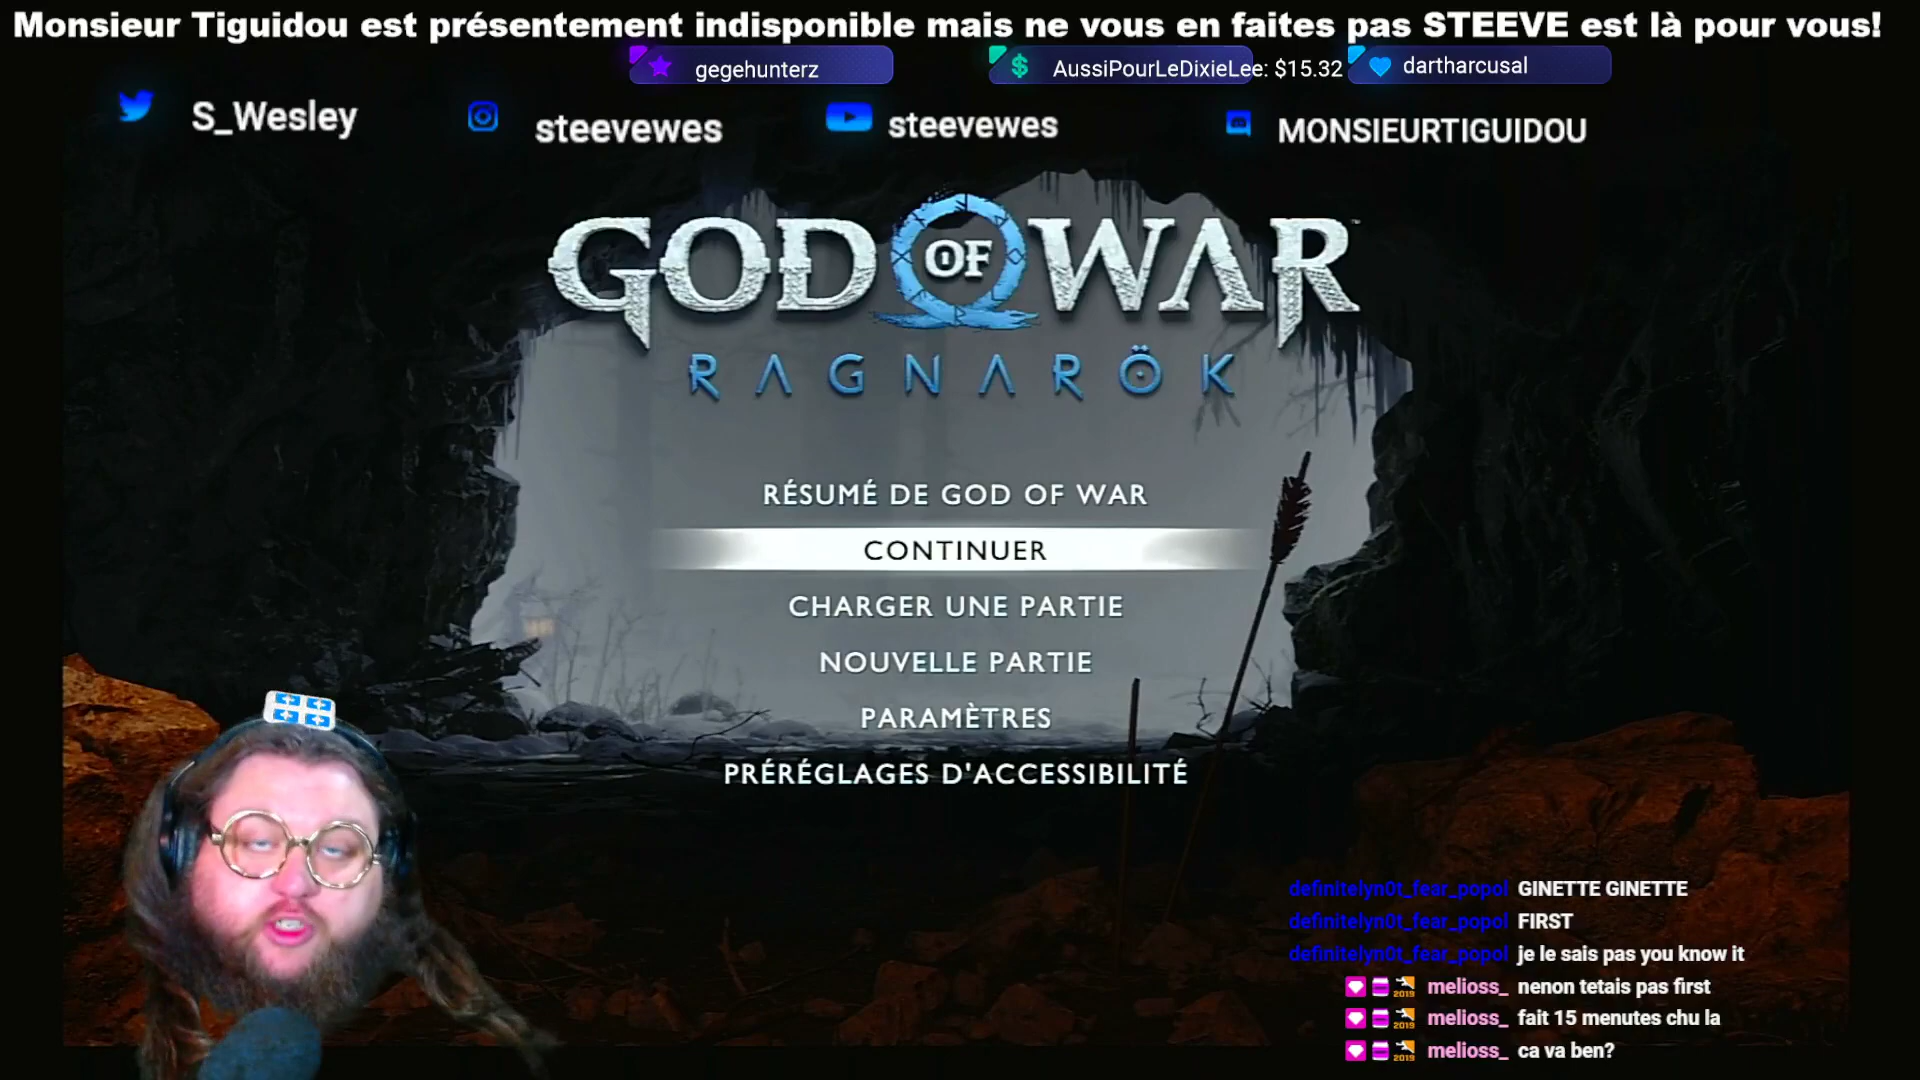 Monsieur Tiguidou est présentement indisponible mais ne vous en faites pas STEEVE est là pour vous!
gegehunterz
AussiPourLeDixieLee: $15.32
dartharcusal
S_Wesley
steevewes
steevewes
MONSIEURTIGUIDOU
GOD OF WAR
RAGNARÖK
RÉSUMÉ DE GOD OF WAR
CONTINUER
CHARGER UNE PARTIE
NOUVELLE PARTIE
PARAMÈTRES
PRÉRÉGLAGES D'ACCESSIBILITÉ
definitelyn0t_fear_popol GINETTE GINETTE
definitelyn0t_fear_popol FIRST
definitelyn0t_fear_popol je le sais pas you know it
2019 melioss_ nenon tetais pas first
2019 melioss_ fait 15 menutes chu la
2019 melioss_ ca va ben?